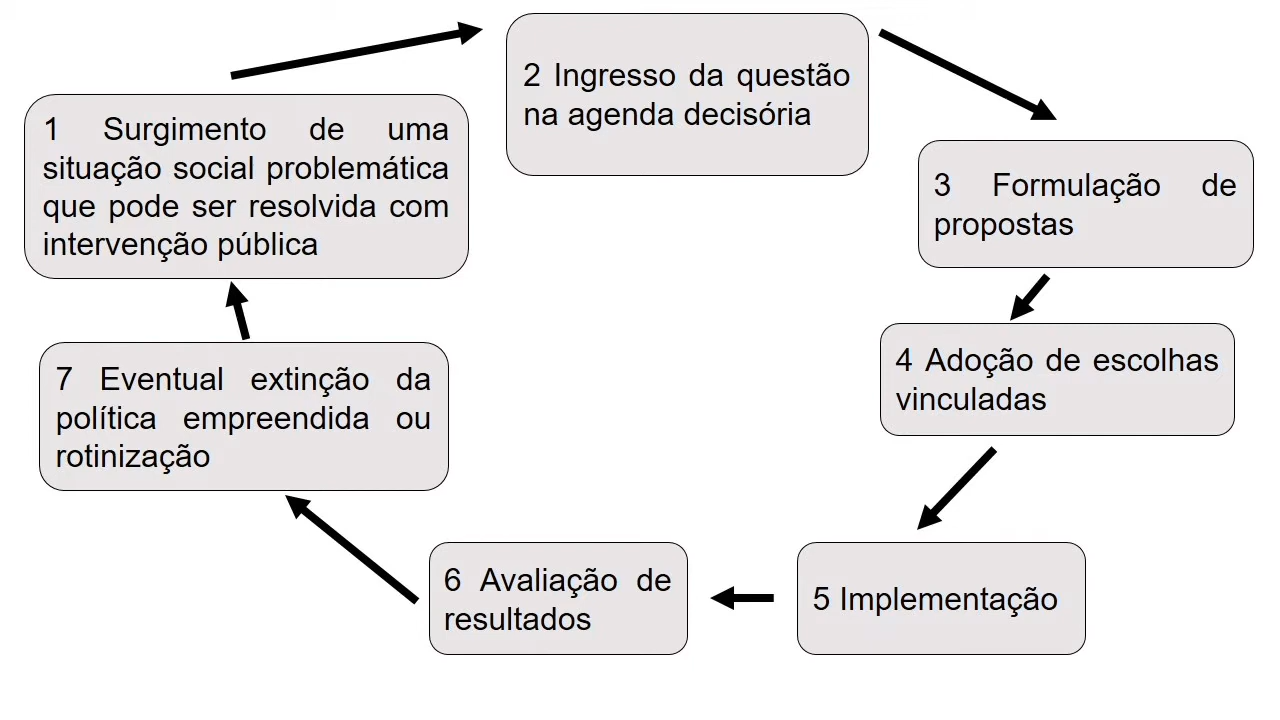 1 Surgimento de uma
situação social problemática
que pode ser resolvida com
intervenção pública
2 Ingresso da questão
na agenda decisória
3 Formulação de
propostas
4 Adoção de escolhas
vinculadas
5 Implementação
6 Avaliação de
resultados
7 Eventual extinção da
política empreendida ou
rotinização